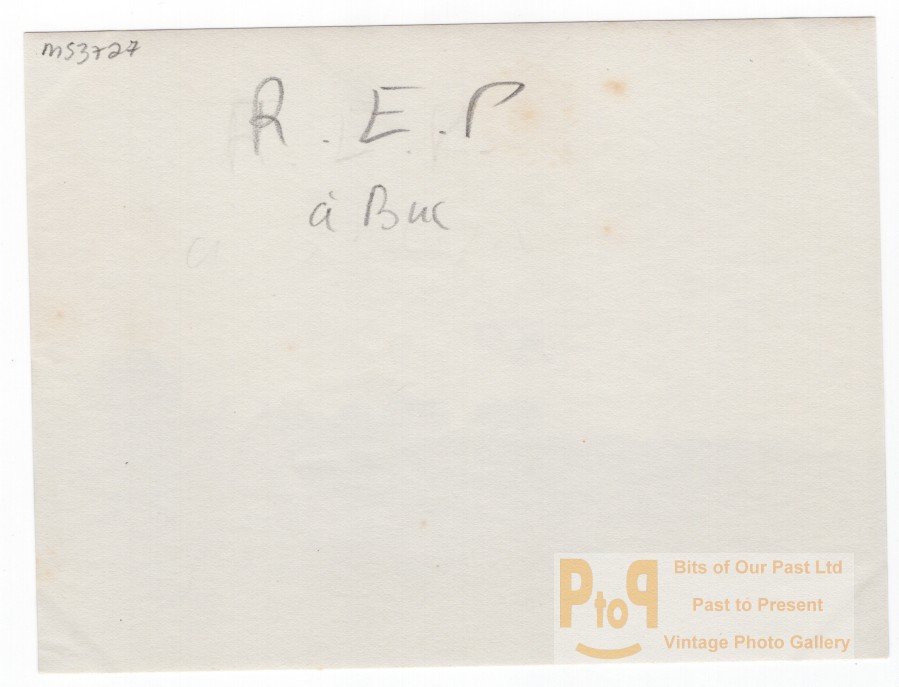 MS3727
R.E.P
à Buc
PtoP
Bits of Our Past Ltd
Past to Present
Vintage Photo Gallery